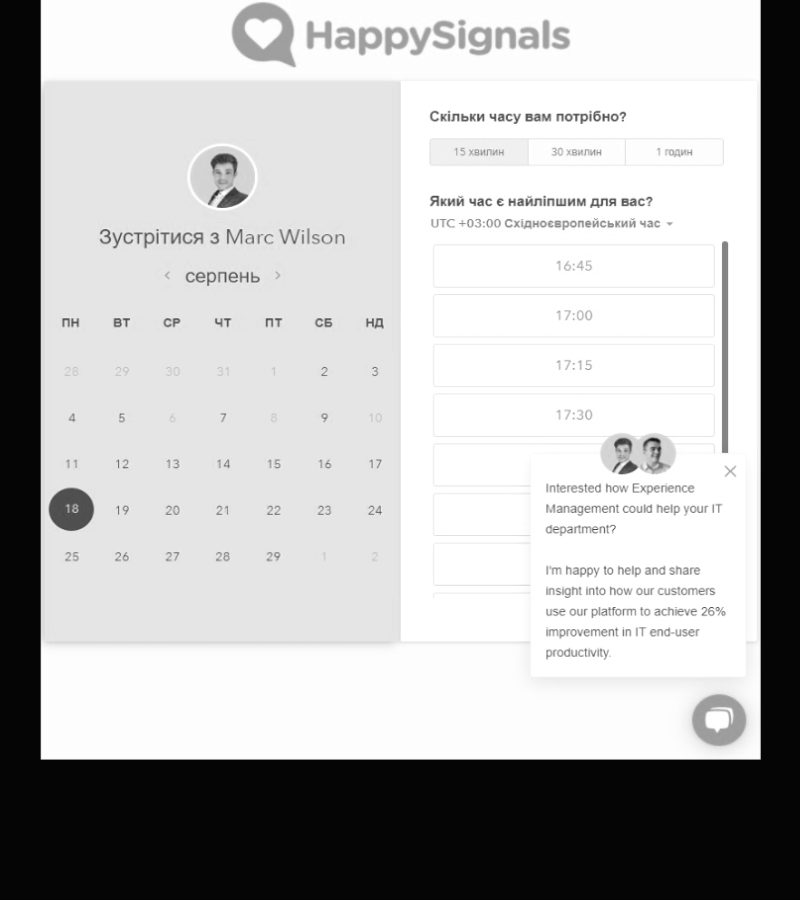 HappySignals
Зустрітися з Marc Wilson
серпень
ПН ВТ СР ЧТ ПТ СБ НД
28 29 30 31 1 2 3
4 5 6 7 8 9 10
11 12 13 14 15 16 17
18 19 20 21 22 23 24
25 26 27 28 29 1 2
Скільки часу вам потрібно?
15 хвилин 30 хвилин 1 годин
Який час є найліпшим для вас?
UTC +03:00 Східноєвропейський час
16:45
17:00
17:15
17:30
Interested how Experience
Management could help your IT
department?
I'm happy to help and share
insight into how our customers
use our platform to achieve 26%
improvement in IT end-user
productivity.